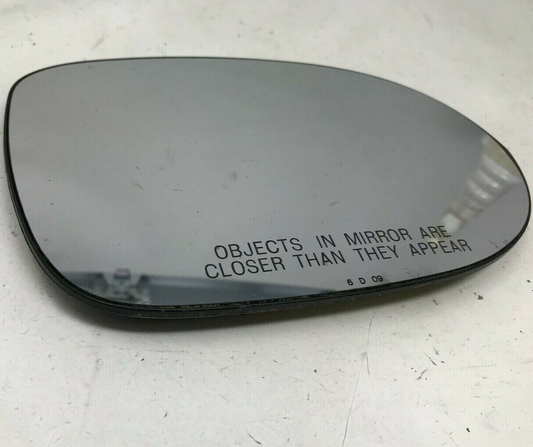 OBJECTS IN MIRROR ARE
CLOSER THAN THEY APPEAR
6 D 09